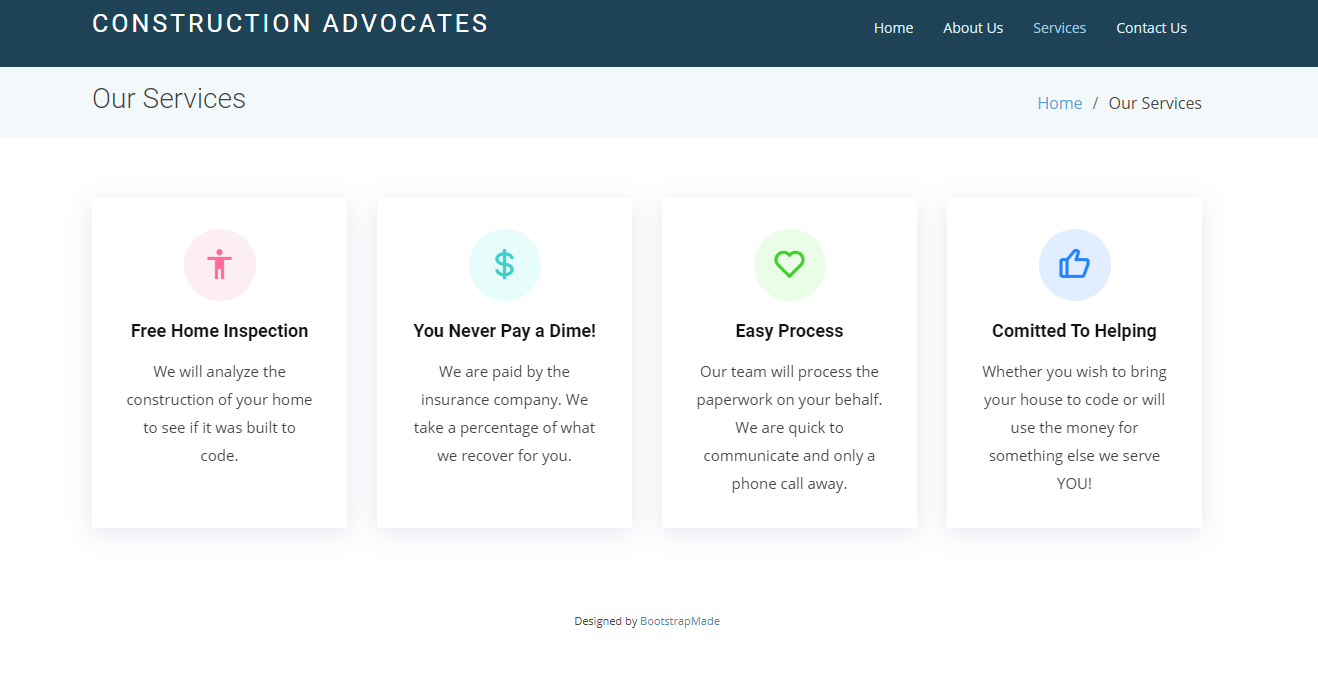 CONSTRUCTION ADVOCATES
Home About Us Services Contact Us
Our Services
Home / Our Services
Free Home Inspection
We will analyze the
construction of your home
to see if it was built to
code.
You Never Pay a Dime!
We are paid by the
insurance company. We
take a percentage of what
we recover for you.
Easy Process
Our team will process the
paperwork on your behalf.
We are quick to
communicate and only a
phone call away.
Comitted To Helping
Whether you wish to bring
your house to code or will
use the money for
something else we serve
YOU!
Designed by BootstrapMade